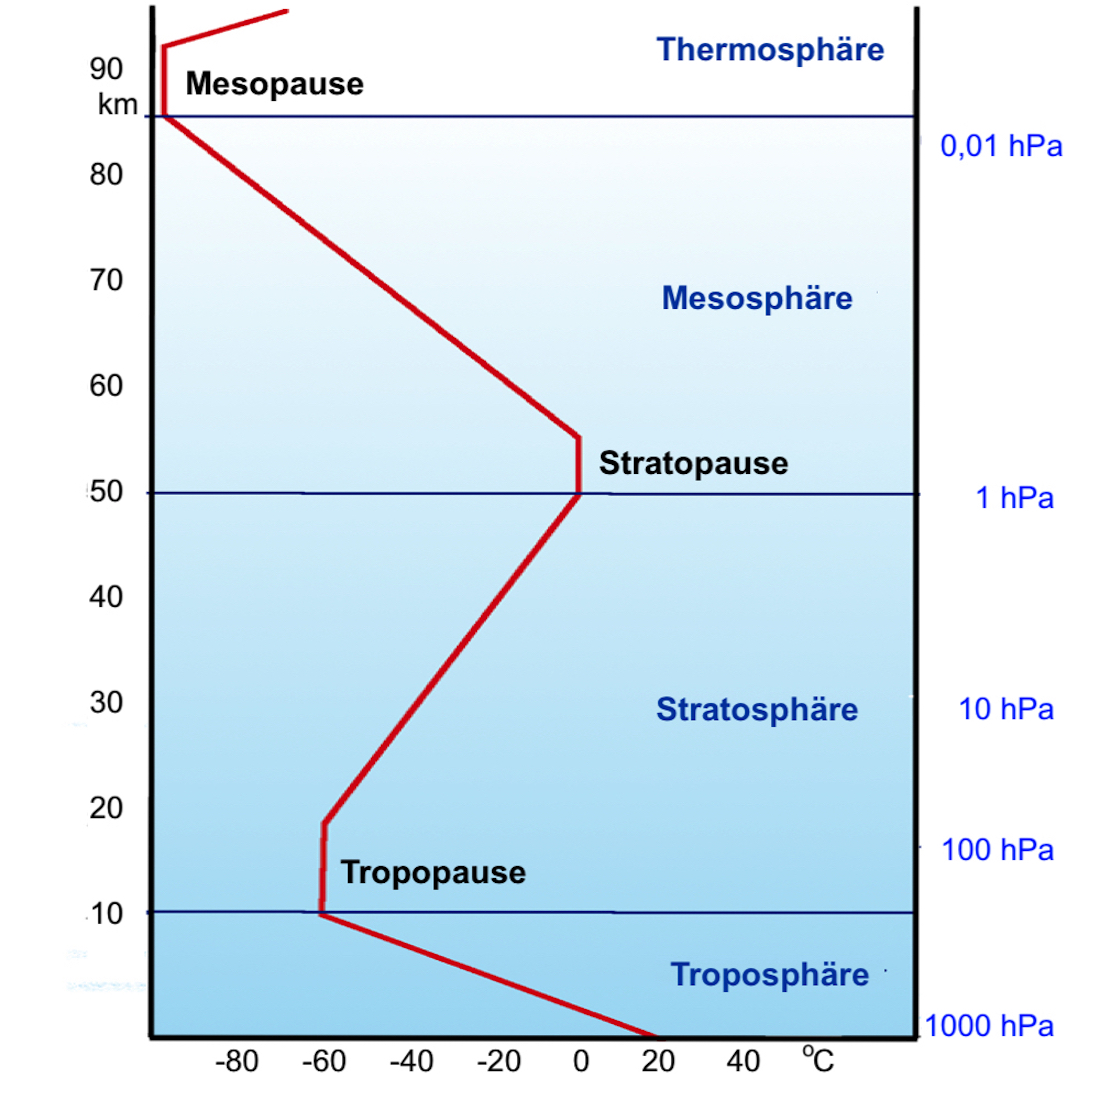 Thermosphäre
90
km
Mesopause
0,01 hPa
80
70
Mesosphäre
60
Stratopause
50
1 hPa
40
30
Stratosphäre
10 hPa
20
100 hPa
Tropopause
10
Troposphäre
1000 hPa
-80 -60 -40 -20 0 20 40 ºC